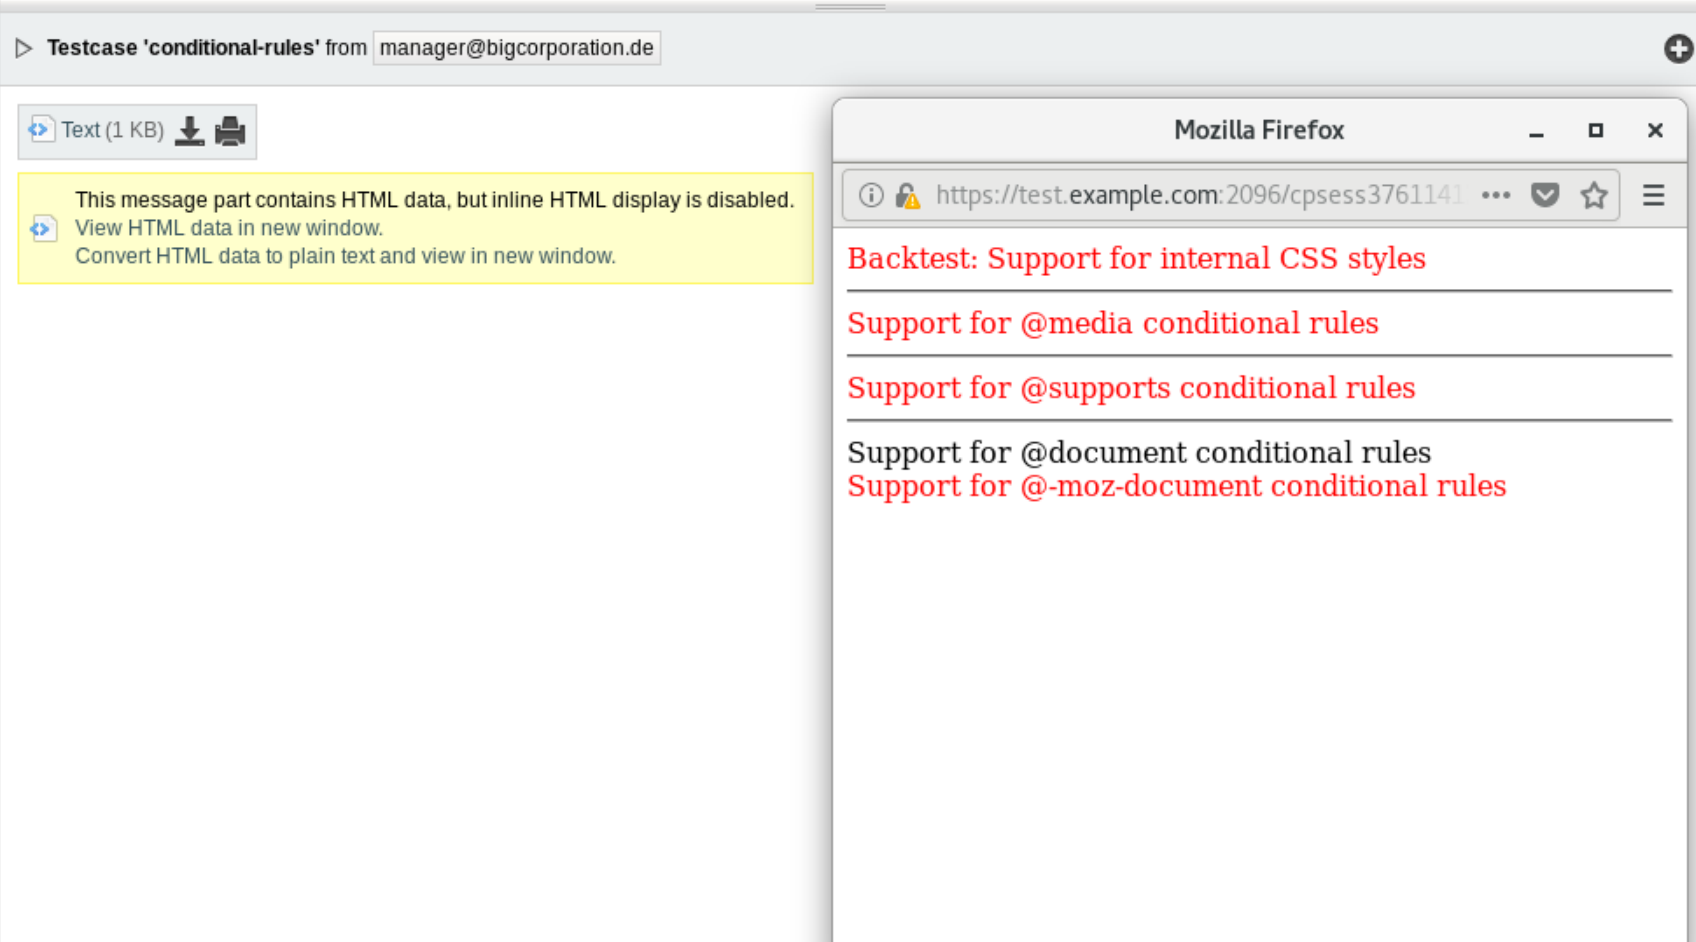 Testcase 'conditional-rules' from manager@bigcorporation.de
Text (1 KB)
This message part contains HTML data, but inline HTML display is disabled.
View HTML data in new window.
Convert HTML data to plain text and view in new window.
Mozilla Firefox
https://test.example.com:2096/cpsess3761141
Backtest: Support for internal CSS styles
Support for @media conditional rules
Support for @supports conditional rules
Support for @document conditional rules
Support for @-moz-document conditional rules